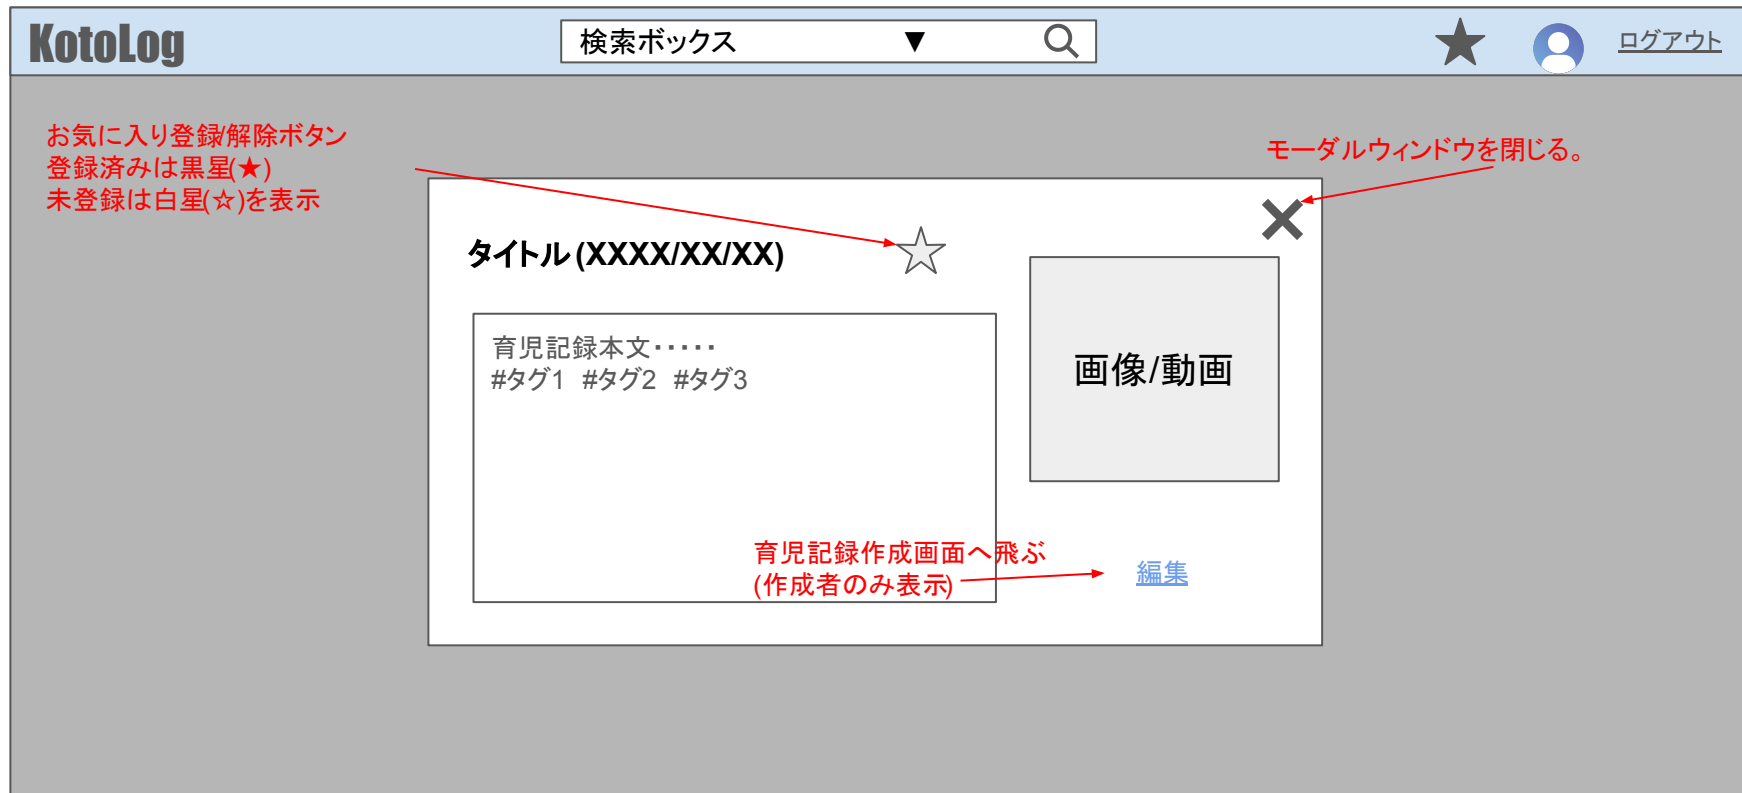 KotoLog
検索ボックス ▼
ログアウト
お気に入り登録/解除ボタン
登録済みは黒星(★)
未登録は白星(☆)を表示
モーダルウィンドウを閉じる。
タイトル(XXXX/XX/XX)
育児記録本文・・・・・
#タグ1 #タグ2 #タグ3
画像/動画
育児記録作成画面へ飛ぶ
(作成者のみ表示)
編集